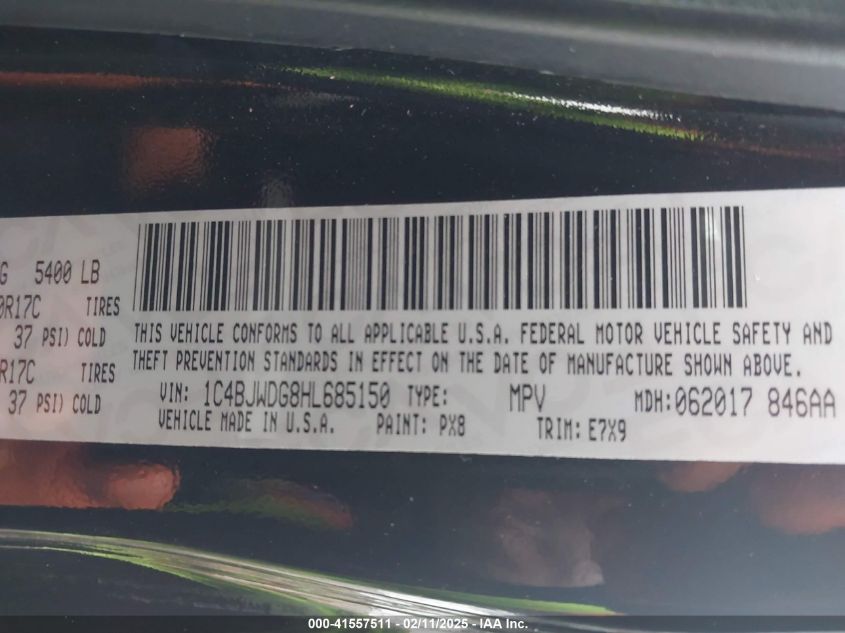 G 5400 LB
0R17C TIRES
37 PSI) COLD
R17C TIRES
37 PSI) COLD
THIS VEHICLE CONFORMS TO ALL APPLICABLE U.S.A. FEDERAL MOTOR VEHICLE SAFETY AND
THEFT PREVENTION STANDARDS IN EFFECT ON THE DATE OF MANUFACTURE SHOWN ABOVE.
VIN: 1C4BJWDG8HL685150 TYPE: MPV MDH:062017 846AA
VEHICLE MADE IN U.S.A. PAINT: PX8 TRIM: E7X9
000-41557511 - 02/11/2025 - IAA Inc.